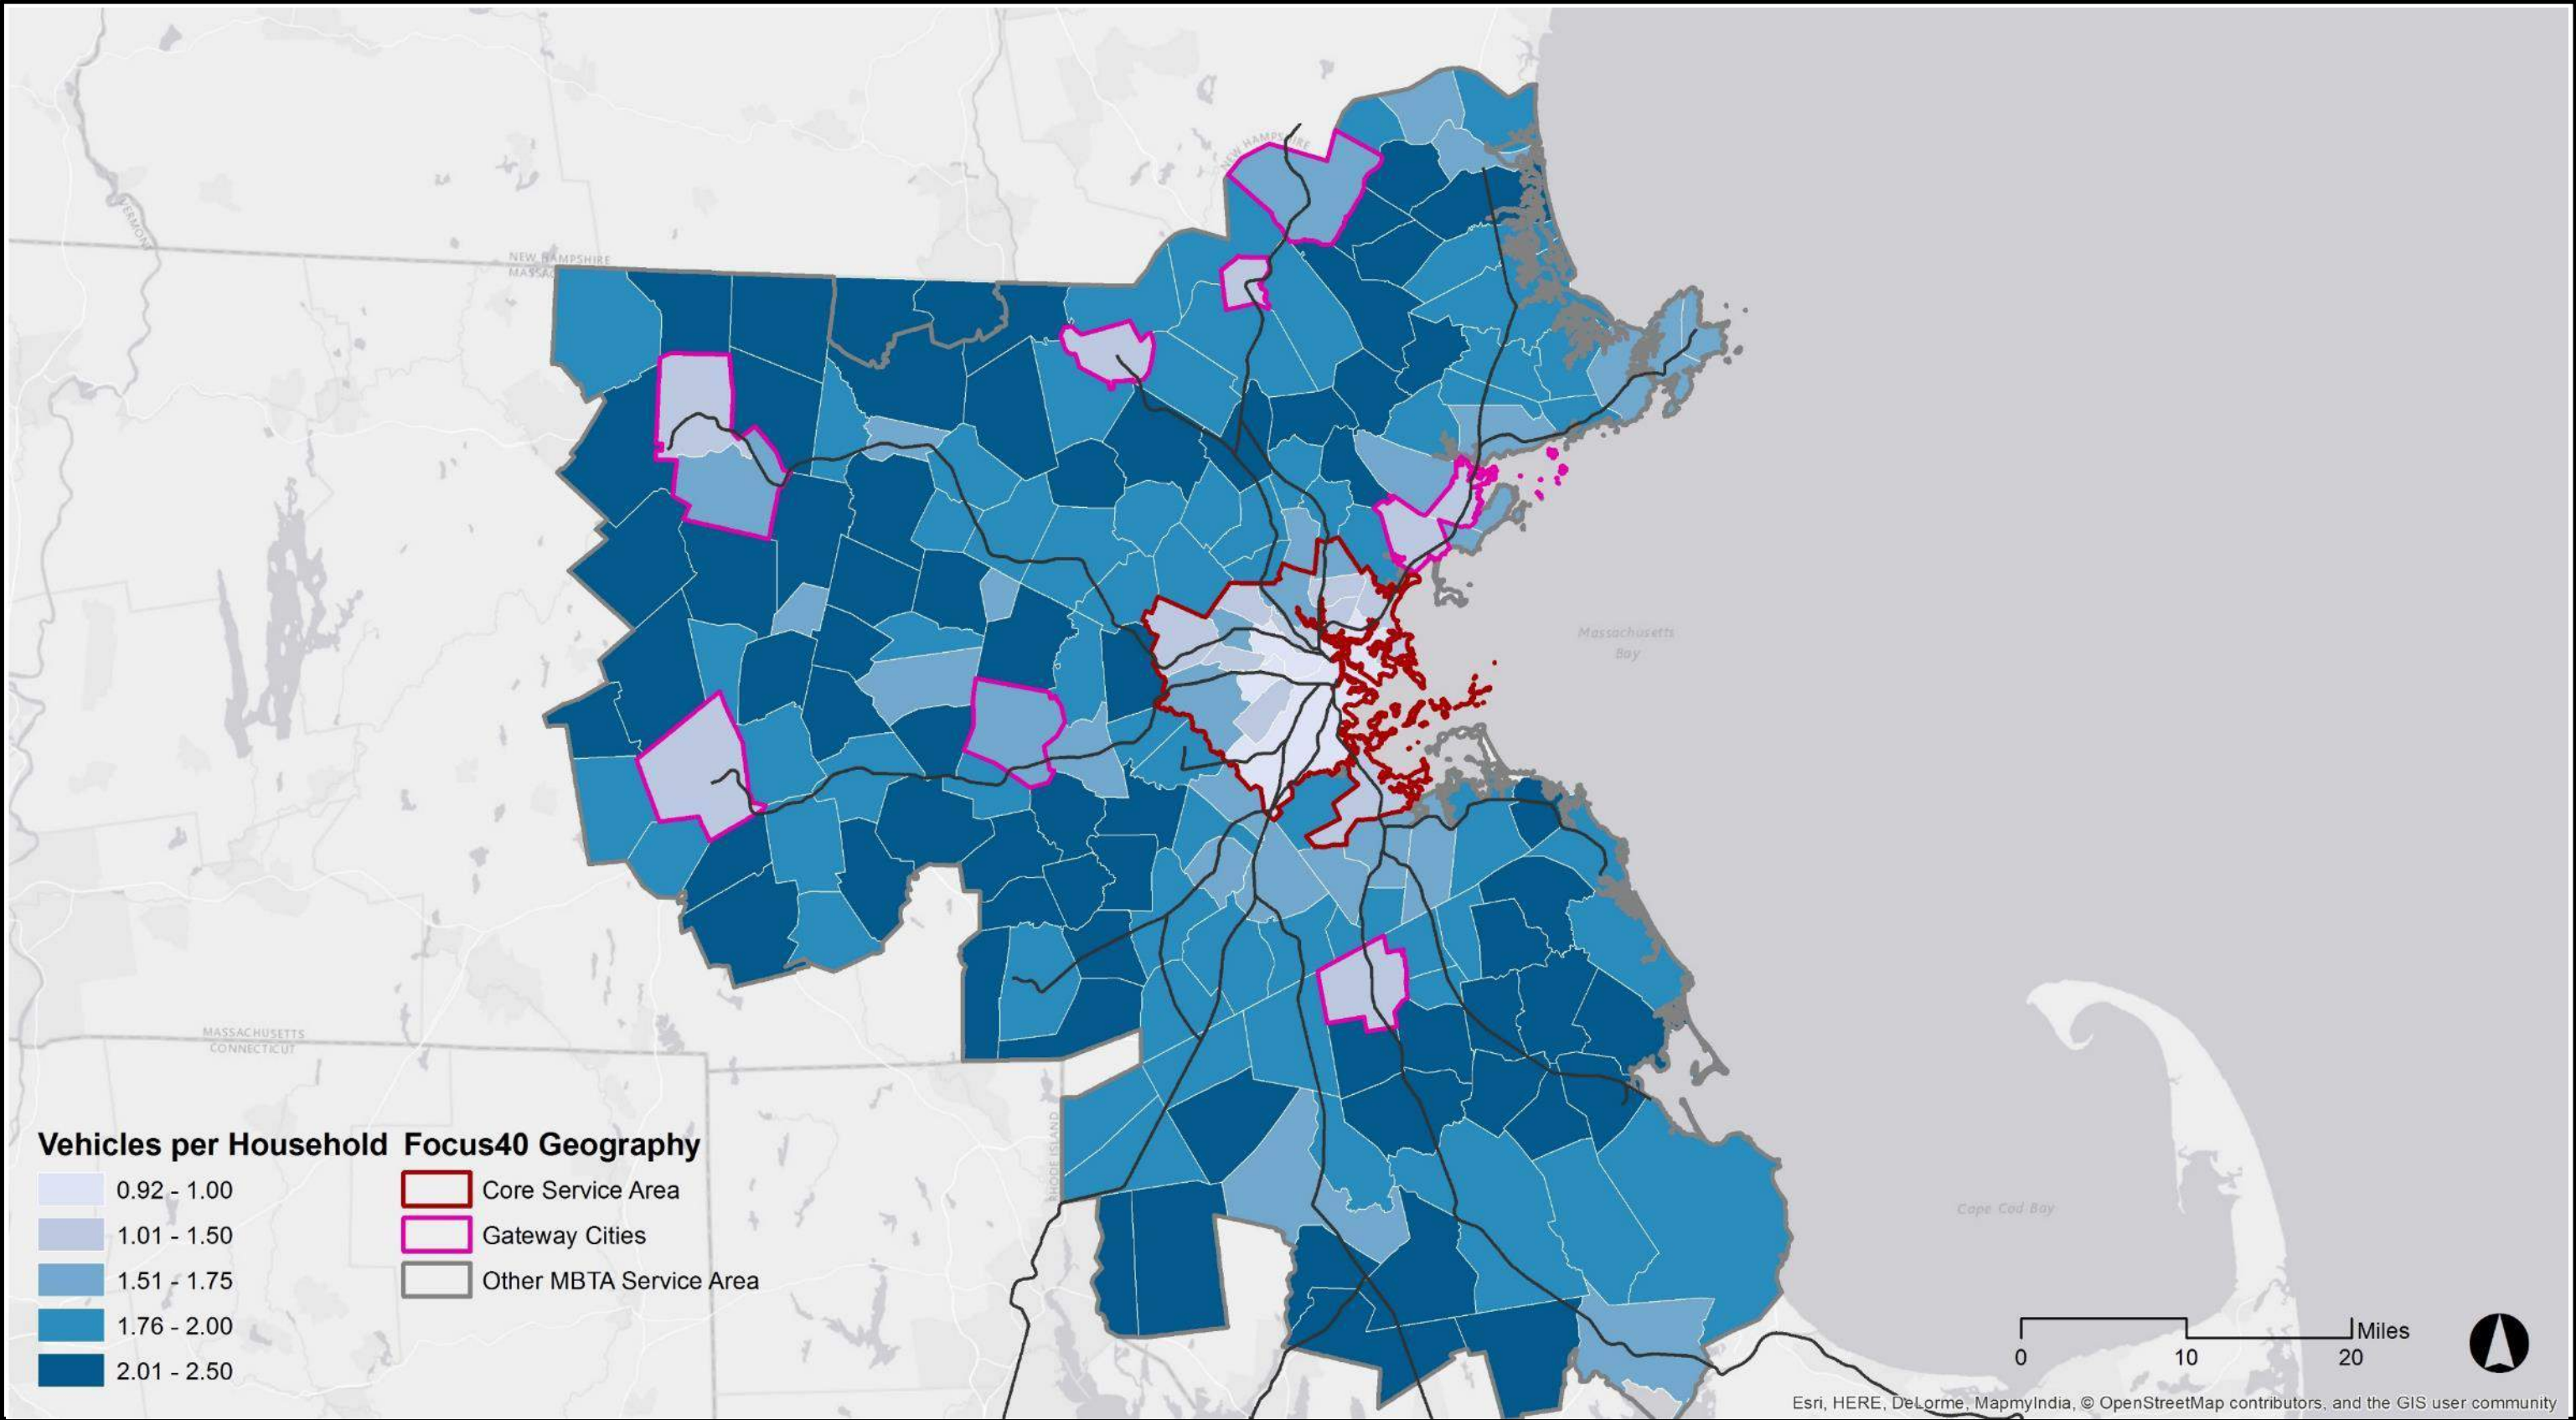 NEW HAMPSHIRE
VERMONT
NEW HAMPSHIRE
Massachusetts
Bay
MASSACHUSETTS
CONNECTICUT
RHODE ISLAND
Cape Cod Bay
Vehicles per Household
0.92 - 1.00
1.01 - 1.50
1.51 - 1.75
1.76 - 2.00
2.01 - 2.50
Focus40 Geography
Core Service Area
Gateway Cities
Other MBTA Service Area
Miles
0 10 20
Esri, HERE, DeLorme, MapmyIndia, © OpenStreetMap contributors, and the GIS user community